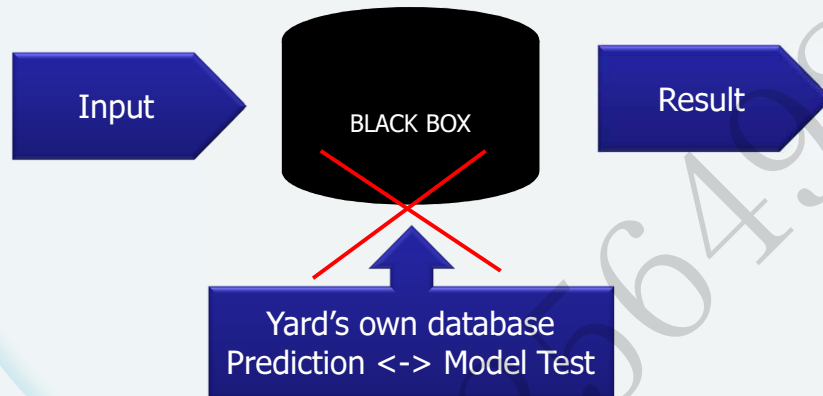 Input
BLACK BOX
Result
Yard's own database
Prediction <-> Model Test